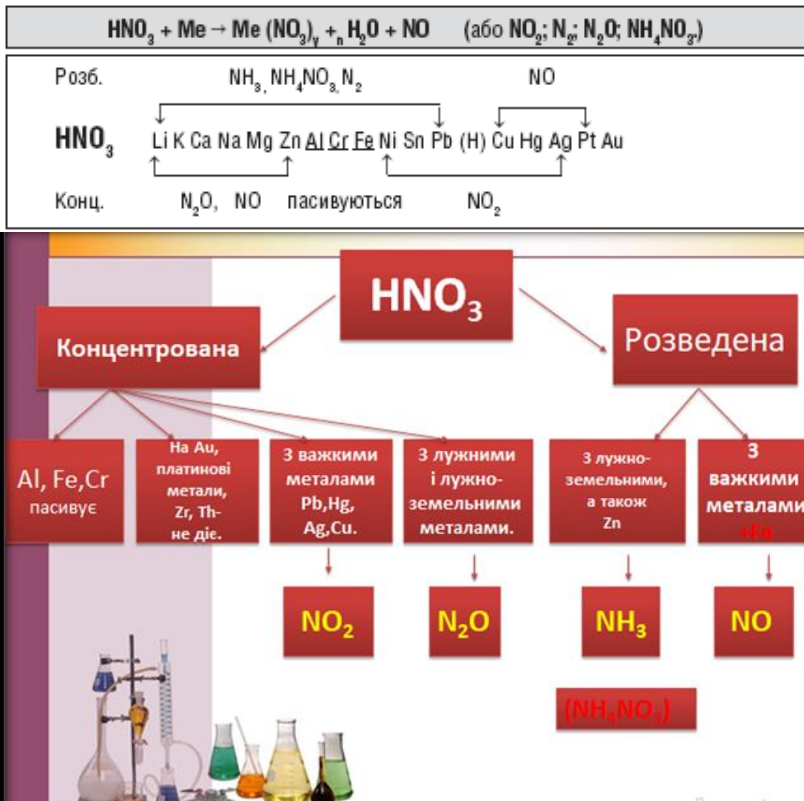 HNO₃ + Me → Me (NO₃)ᵧ + ₙ H₂O + NO (або NO₂; N₂; N₂O; NH₄NO₃.)
Розб. NH₃, NH₄NO₃, N₂ NO
HNO₃ Li K Ca Na Mg Zn Al Cr Fe Ni Sn Pb (H) Cu Hg Ag Pt Au
Конц. N₂O, NO пасивуються NO₂
HNO₃
Концентрована
Розведена
Al, Fe,Cr
пасивує
На Au,
платинові
метали,
Zr, Th-
не діє.
З важкими
металами
Pb,Hg,
Ag,Cu.
З лужними
і лужно-
земельними
металами.
З лужно-
земельними,
а також
Zn
З
важкими
металами
+Fe
NO₂
N₂O
NH₃
NO
(NH₄NO₃)